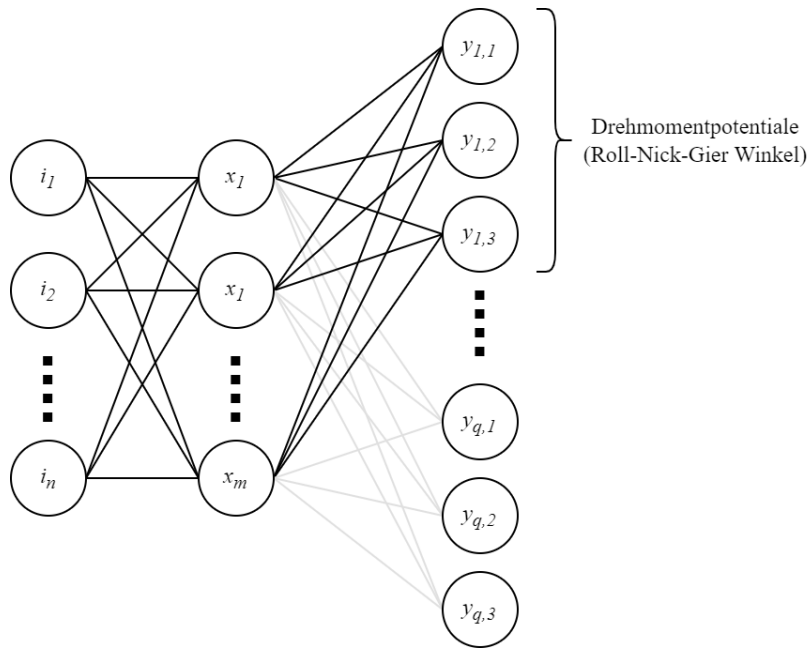 y1,1
y1,2
Drehmomentpotentiale
(Roll-Nick-Gier Winkel)
i1
x1
y1,3
i2
x1
yq,1
in
xm
yq,2
yq,3